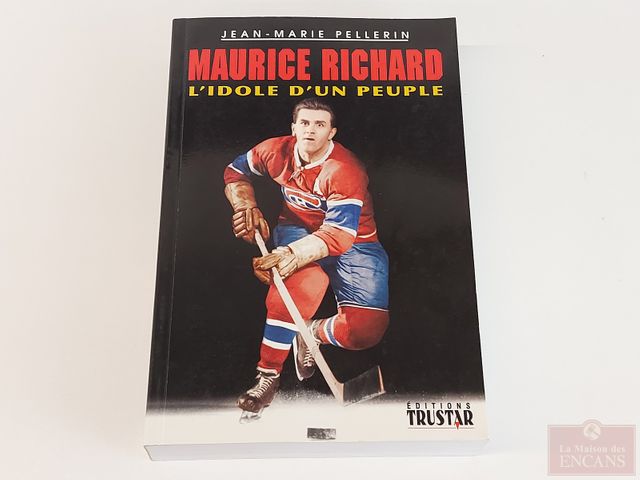 JEAN-MARIE PELLERIN
MAURICE RICHARD
L'IDOLE D'UN PEUPLE
ÉDITIONS
TRUSTAR
La Maison des
ENCANS